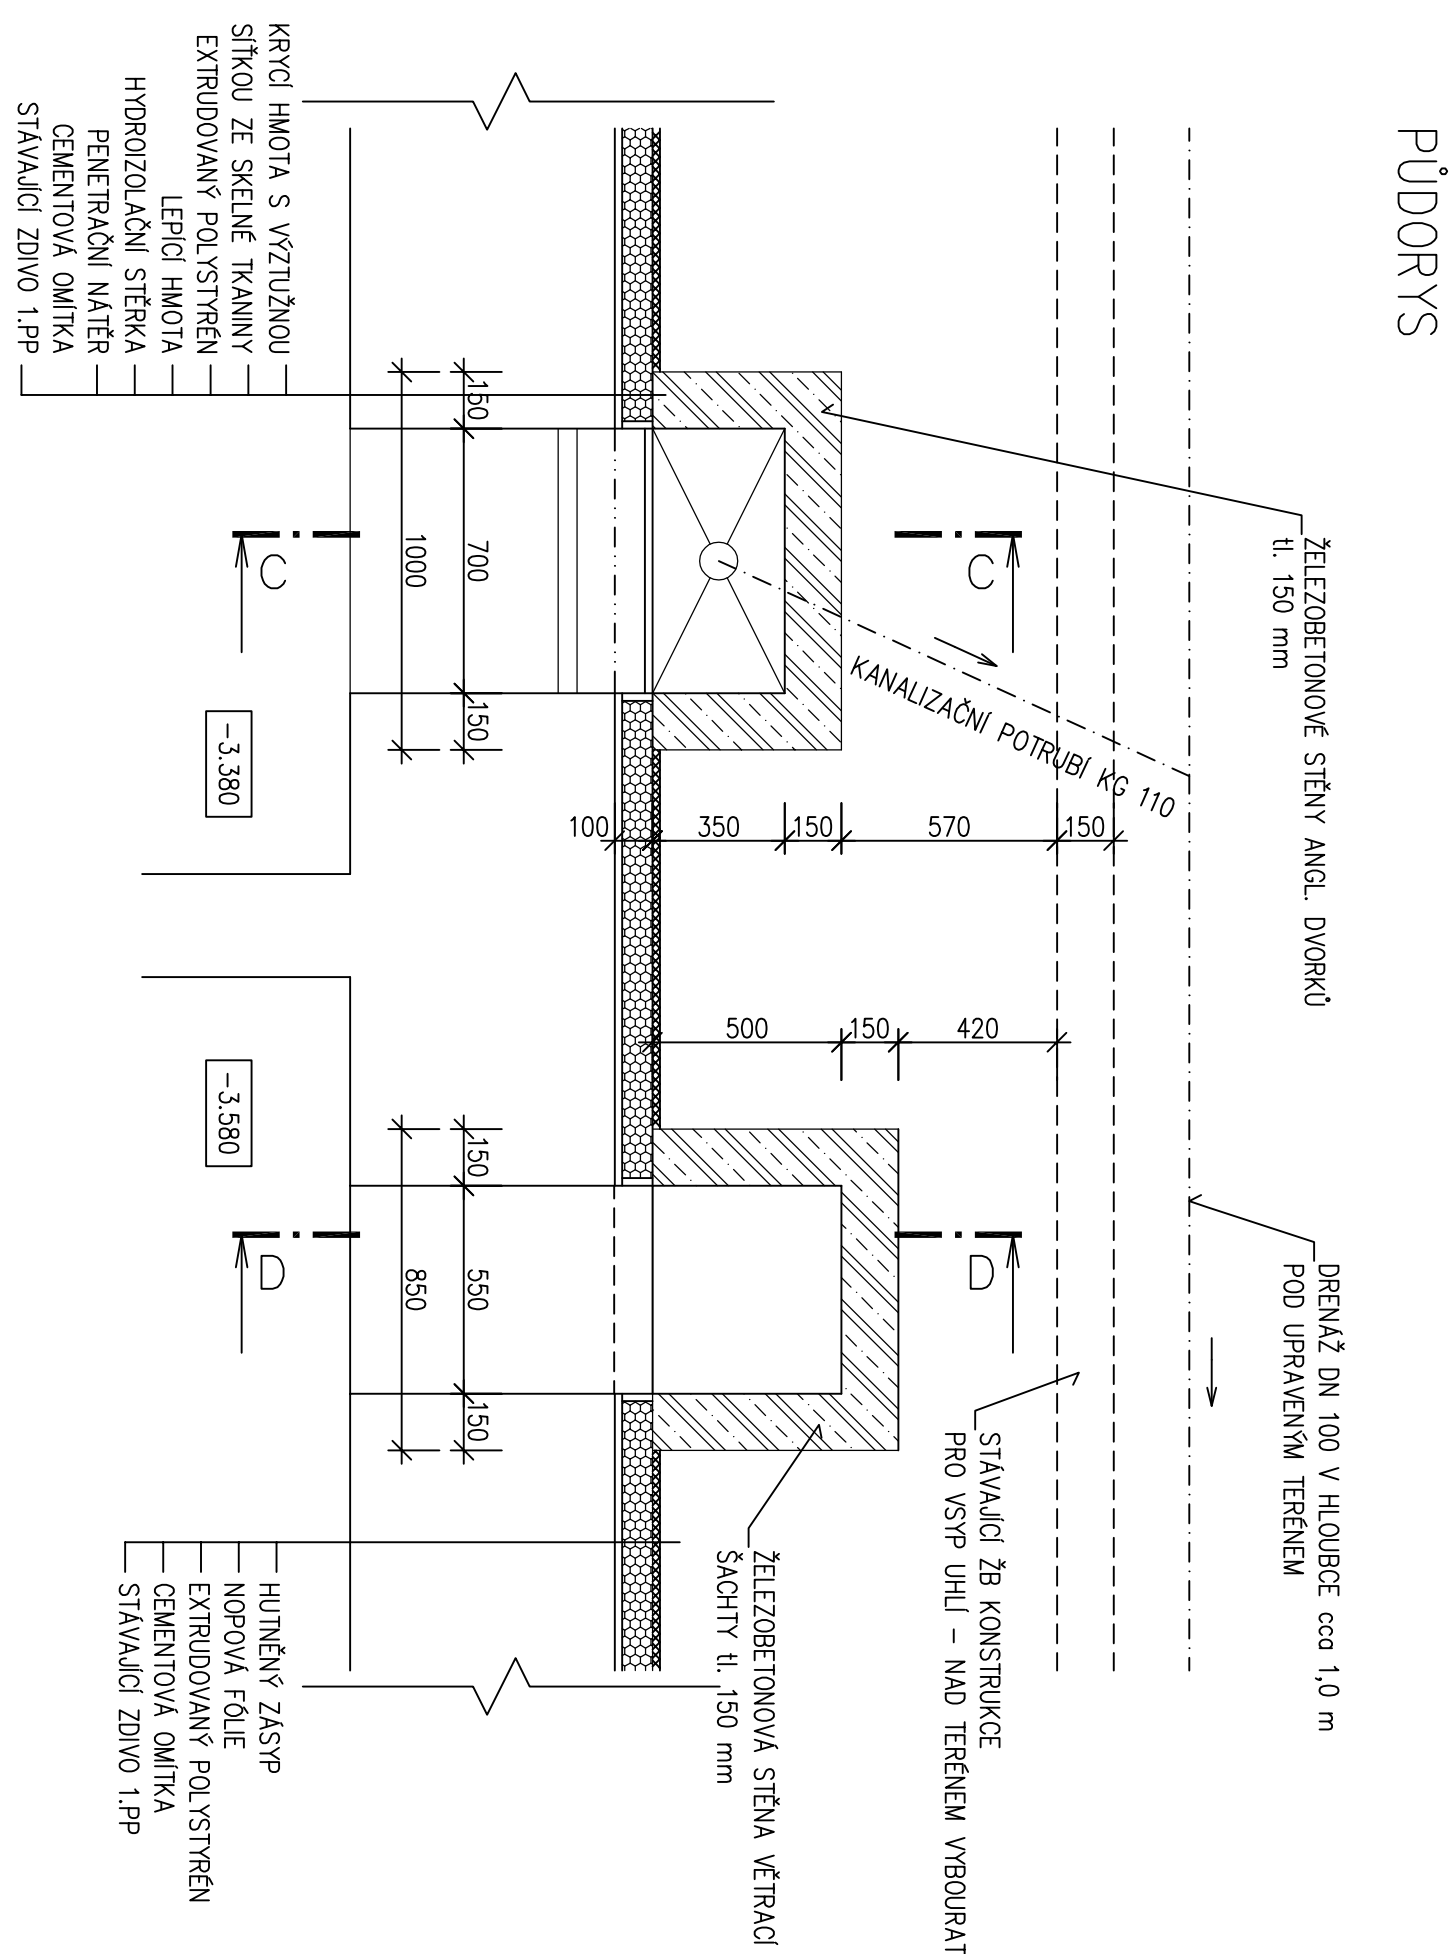 PŮDORYS
ŽELEZOBETONOVÉ STĚNY ANGL. DVORKŮ
tl. 150 mm
DRENÁŽ DN 100 V HLOUBCE cca 1,0 m
POD UPRAVENÝM TERÉNEM
STÁVAJÍCÍ ŽB KONSTRUKCE
PRO VSYP UHLÍ – NAD TERÉNEM VYBOURAT
KANALIZAČNÍ POTRUBÍ KG 110
ŽELEZOBETONOVÁ STĚNA VĚTRACÍ
ŠACHTY tl. 150 mm
C
C
D
D
100
350
150
570
150
500
150
420
150
700
150
1000
150
550
150
850
-3.380
-3.580
KRYCÍ HMOTA S VÝZTUŽNOU
SÍŤKOU ZE SKELNÉ TKANINY
EXTRUDOVANÝ POLYSTYRÉN
LEPÍCÍ HMOTA
HYDROIZOLAČNÍ STĚRKA
PENETRAČNÍ NÁTĚR
CEMENTOVÁ OMÍTKA
STÁVAJÍCÍ ZDIVO 1.PP
HUTNĚNÝ ZÁSYP
NOPOVÁ FÓLIE
EXTRUDOVANÝ POLYSTYRÉN
CEMENTOVÁ OMÍTKA
STÁVAJÍCÍ ZDIVO 1.PP